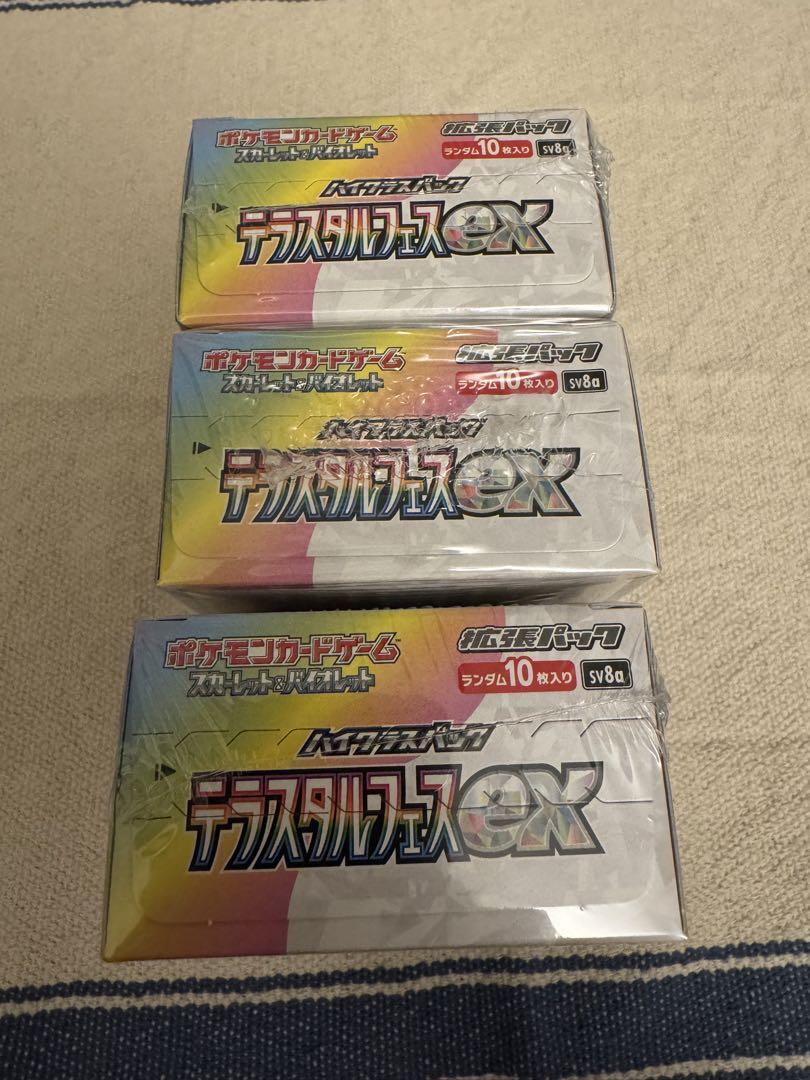 ポケモンカードゲーム
スカーレット&バイオレット
拡張パック
ランダム10枚入り sv8a
ハイクラスパック
テラスタルフェスex
ポケモンカードゲーム
スカーレット&バイオレット
拡張パック
ランダム10枚入り sv8a
ハイクラスパック
テラスタルフェスex
ポケモンカードゲーム™
スカーレット&バイオレット
拡張パック
ランダム10枚入り sv8a
ハイクラスパック
テラスタルフェスex